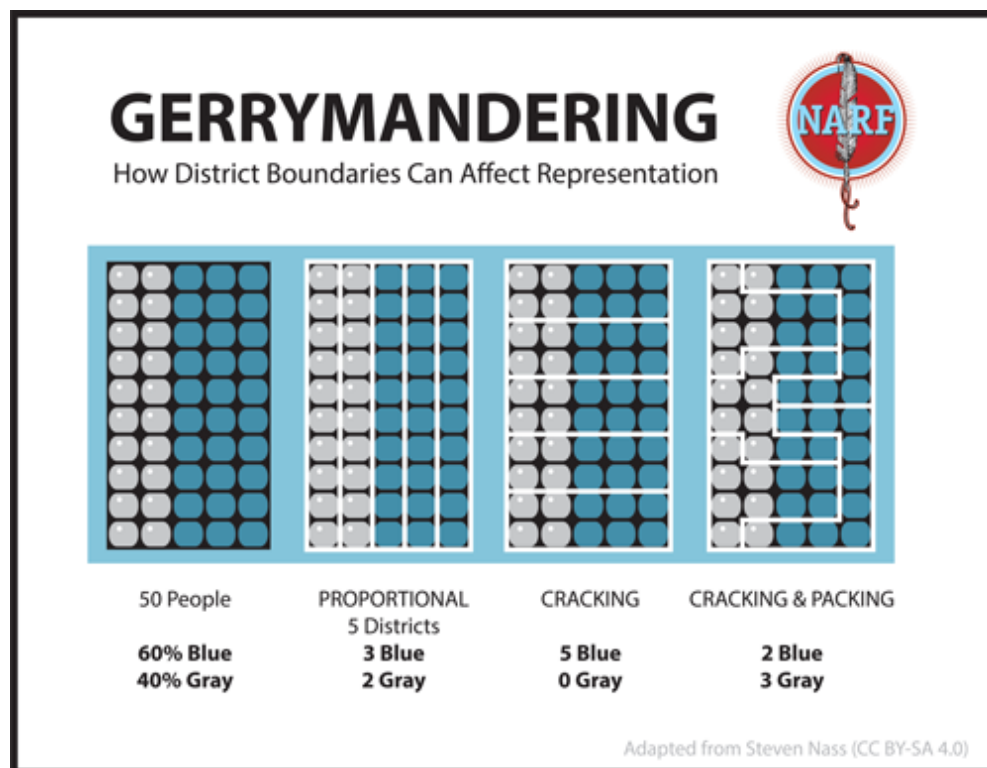 GERRYMANDERING
How District Boundaries Can Affect Representation
NARF
50 People
60% Blue
40% Gray
PROPORTIONAL
5 Districts
3 Blue
2 Gray
CRACKING
5 Blue
0 Gray
CRACKING & PACKING
2 Blue
3 Gray
Adapted from Steven Nass (CC BY-SA 4.0)